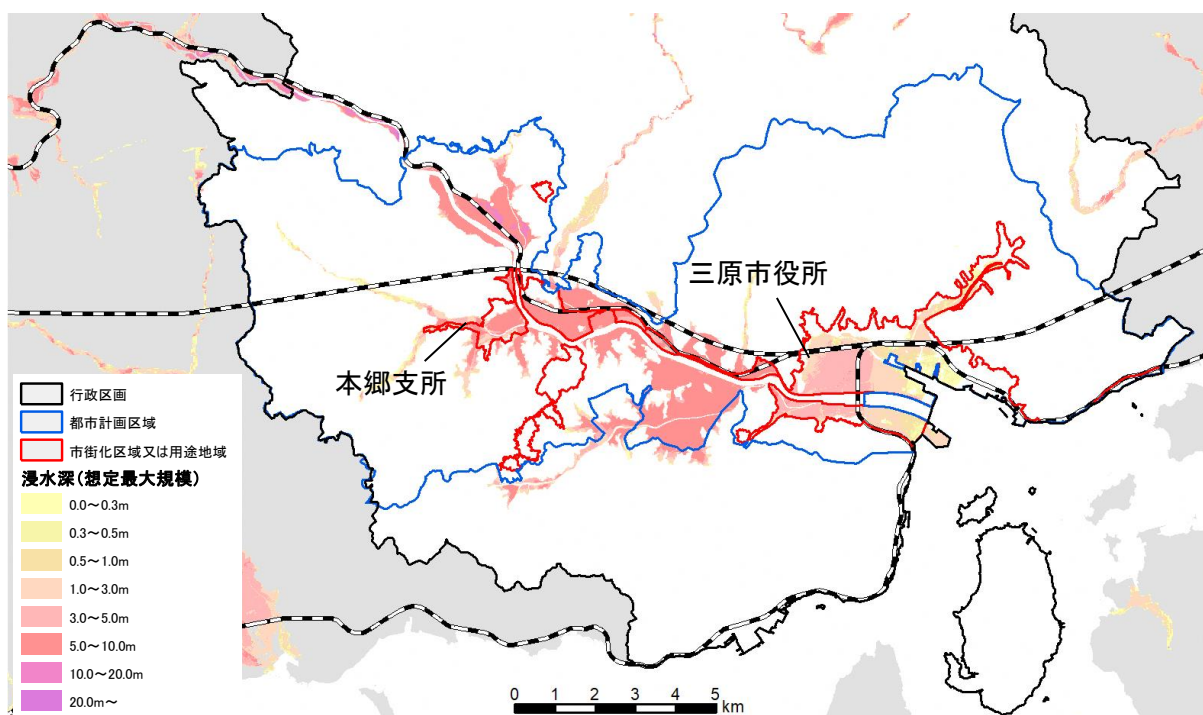 三原市役所
本郷支所
行政区画
都市計画区域
市街化区域又は用途地域
浸水深(想定最大規模)
0.0～0.3m
0.3～0.5m
0.5～1.0m
1.0～3.0m
3.0～5.0m
5.0～10.0m
10.0～20.0m
20.0m～
0 1 2 3 4 5
km